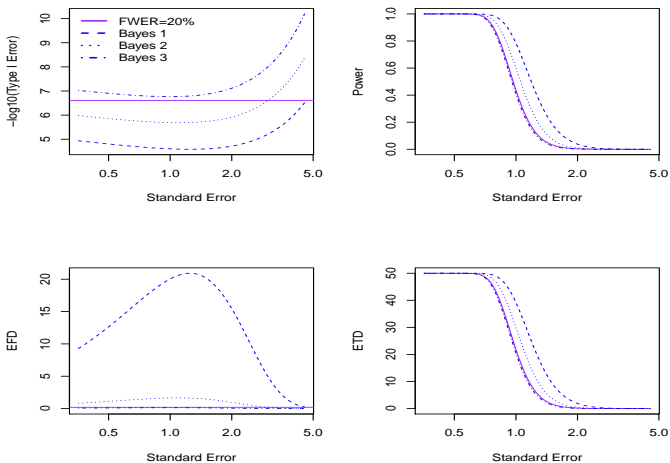 −log10(Type I Error)
10
9
8
7
6
5
FWER=20%
Bayes 1
Bayes 2
Bayes 3
0.5 1.0 2.0 5.0
Standard Error
Power
1.0
0.8
0.6
0.4
0.2
0.0
0.5 1.0 2.0 5.0
Standard Error
EFD
20
15
10
5
0
0.5 1.0 2.0 5.0
Standard Error
ETD
50
40
30
20
10
0
0.5 1.0 2.0 5.0
Standard Error